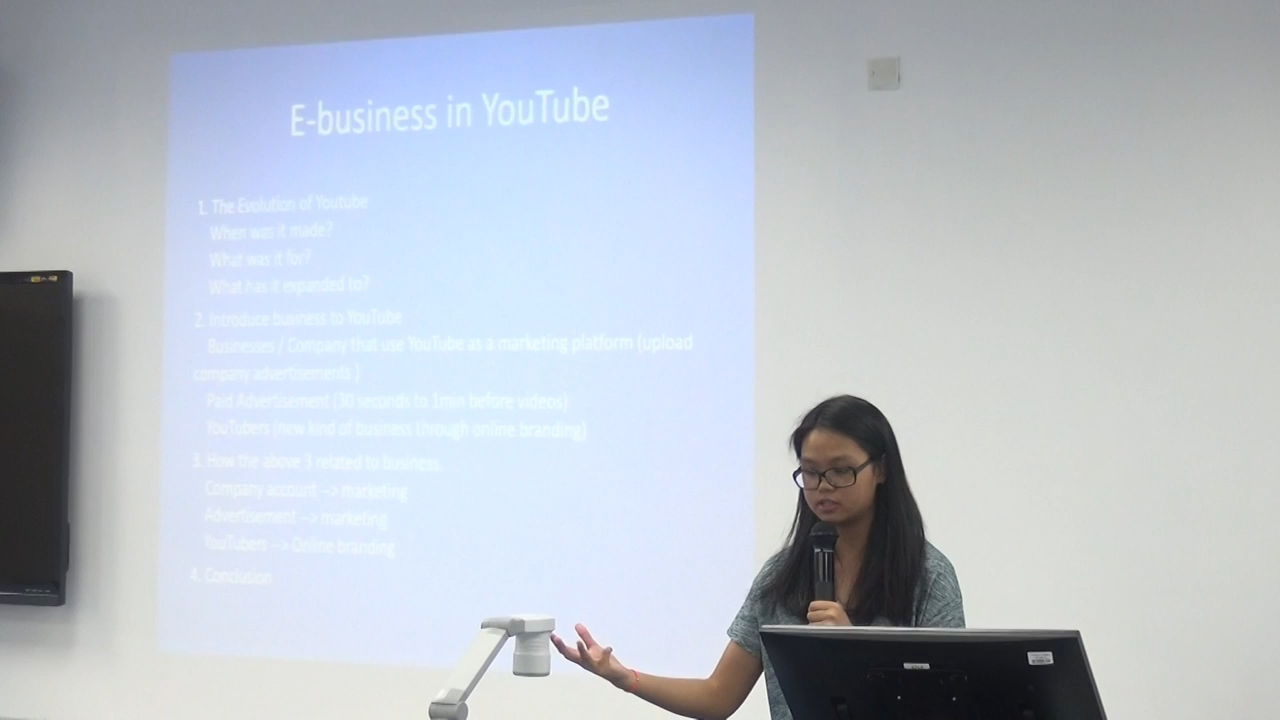 E-business in YouTube
1. The Evolution of Youtube
When was it made?
What was it for?
What has it expanded to?
2. Introduce business to YouTube
Businesses / Company that use YouTube as a marketing platform (upload
company advertisements )
Paid Advertisement (30 seconds to 1min before videos)
YouTubers (new kind of business through online branding)
3. How the above 3 related to business
Company account --> marketing
Advertisement --> marketing
YouTubers --> Online branding
4. Conclusion